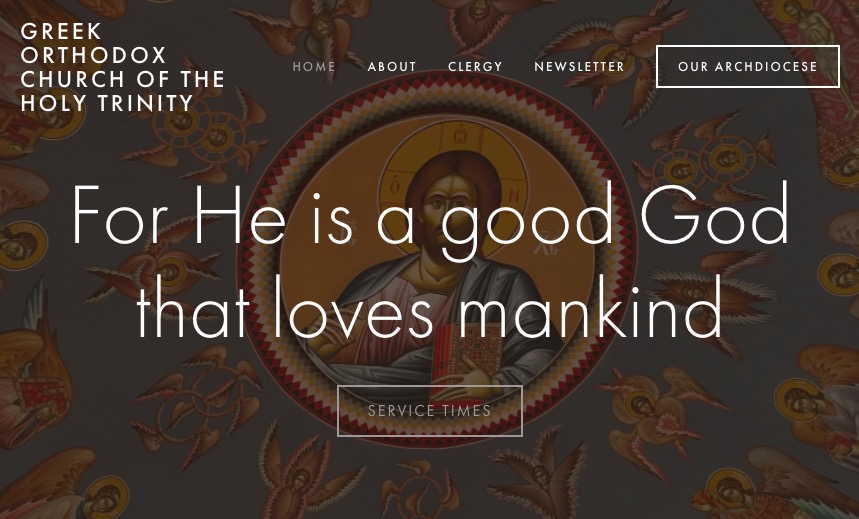 GREEK
ORTHODOX
CHURCH OF THE
HOLY TRINITY
HOME
ABOUT
CLERGY
NEWSLETTER
OUR ARCHDIOCESE
For He is a good God
that loves mankind
SERVICE TIMES